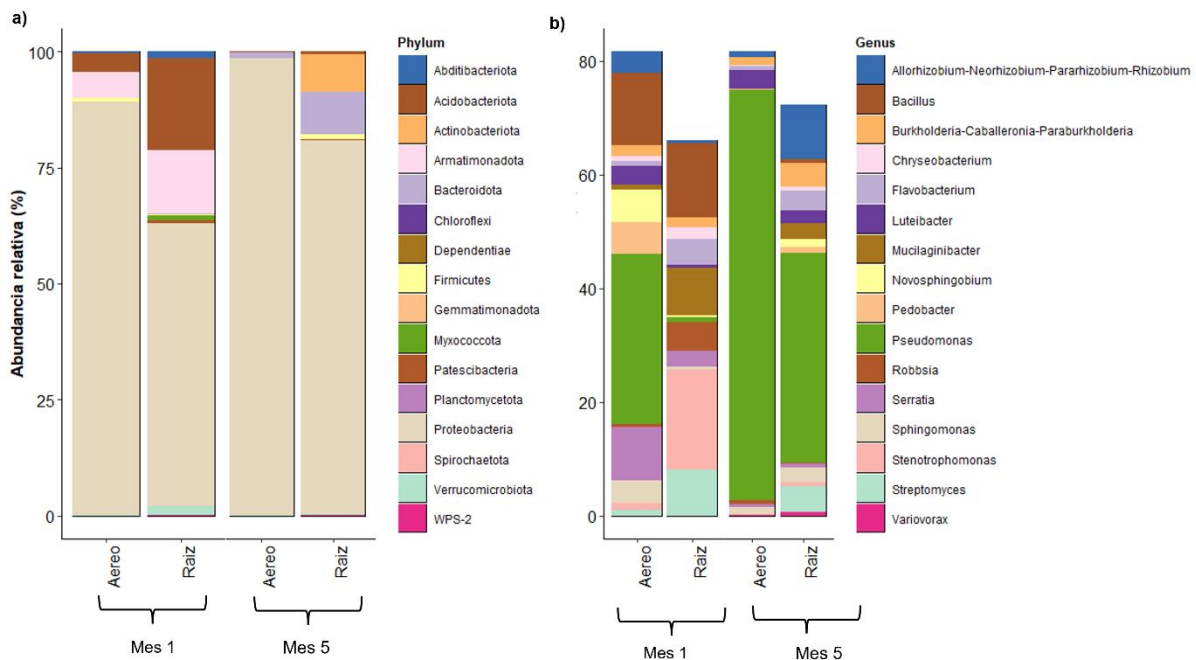 a)
Abundancia relativa (%)
100
75
50
25
0
Aereo
Raiz
Aereo
Raiz
Mes 1
Mes 5
Phylum
Abditibacteriota
Acidobacteriota
Actinobacteriota
Armatimonadota
Bacteroidota
Chloroflexi
Dependentiae
Firmicutes
Gemmatimonadota
Myxococcota
Patescibacteria
Planctomycetota
Proteobacteria
Spirochaetota
Verrucomicrobiota
WPS-2
b)
80
60
40
20
0
Aereo
Raiz
Aereo
Raiz
Mes 1
Mes 5
Genus
Allorhizobium-Neorhizobium-Pararhizobium-Rhizobium
Bacillus
Burkholderia-Caballeronia-Paraburkholderia
Chryseobacterium
Flavobacterium
Luteibacter
Mucilaginibacter
Novosphingobium
Pedobacter
Pseudomonas
Robbsia
Serratia
Sphingomonas
Stenotrophomonas
Streptomyces
Variovorax